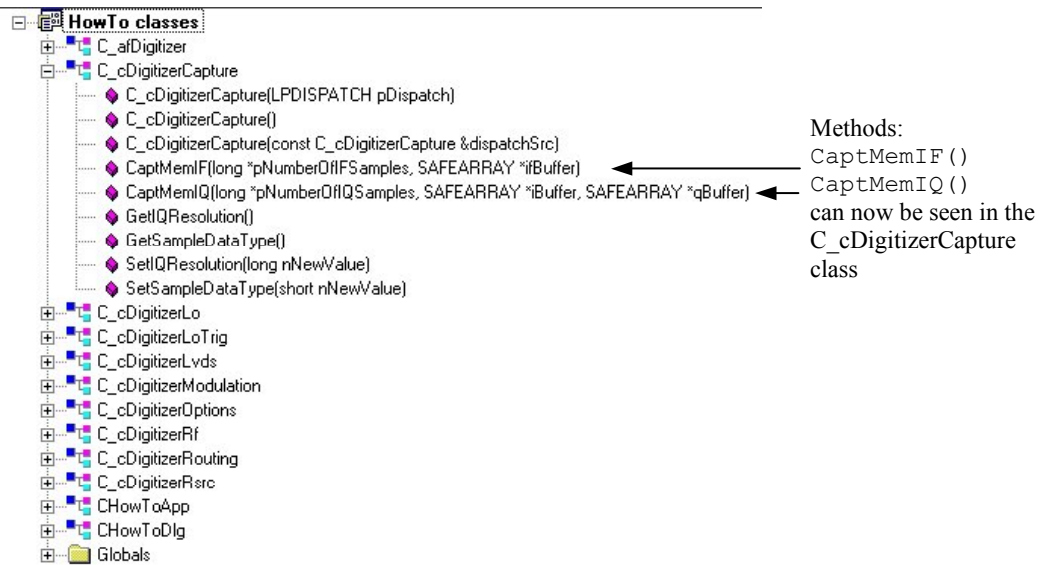 HowTo classes
C_afDigitizer
C_cDigitizerCapture
C_cDigitizerCapture(LPDISPATCH pDispatch)
C_cDigitizerCapture()
C_cDigitizerCapture(const C_cDigitizerCapture &dispatchSrc)
CaptMemIF(long *pNumberOfIFSamples, SAFEARRAY *ifBuffer)
CaptMemIQ(long *pNumberOfIQSamples, SAFEARRAY *iBuffer, SAFEARRAY *qBuffer)
GetIQResolution()
GetSampleDataType()
SetIQResolution(long nNewValue)
SetSampleDataType(short nNewValue)
C_cDigitizerLo
C_cDigitizerLoTrig
C_cDigitizerLvds
C_cDigitizerModulation
C_cDigitizerOptions
C_cDigitizerRf
C_cDigitizerRouting
C_cDigitizerRsrc
CHowToApp
CHowToDlg
Globals
Methods:
CaptMemIF()
CaptMemIQ()
can now be seen in the
C_cDigitizerCapture
class